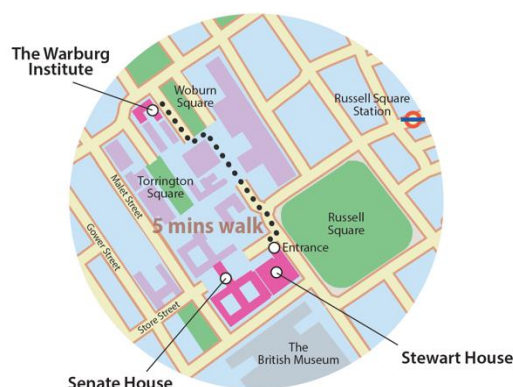 The Warburg
Institute
Woburn
Square
Russell Square
Station
Torrington
Square
Malet Street
Gower Street
5 mins walk
Russell
Square
Entrance
Store Street
The
British Museum
Stewart House
Senate House